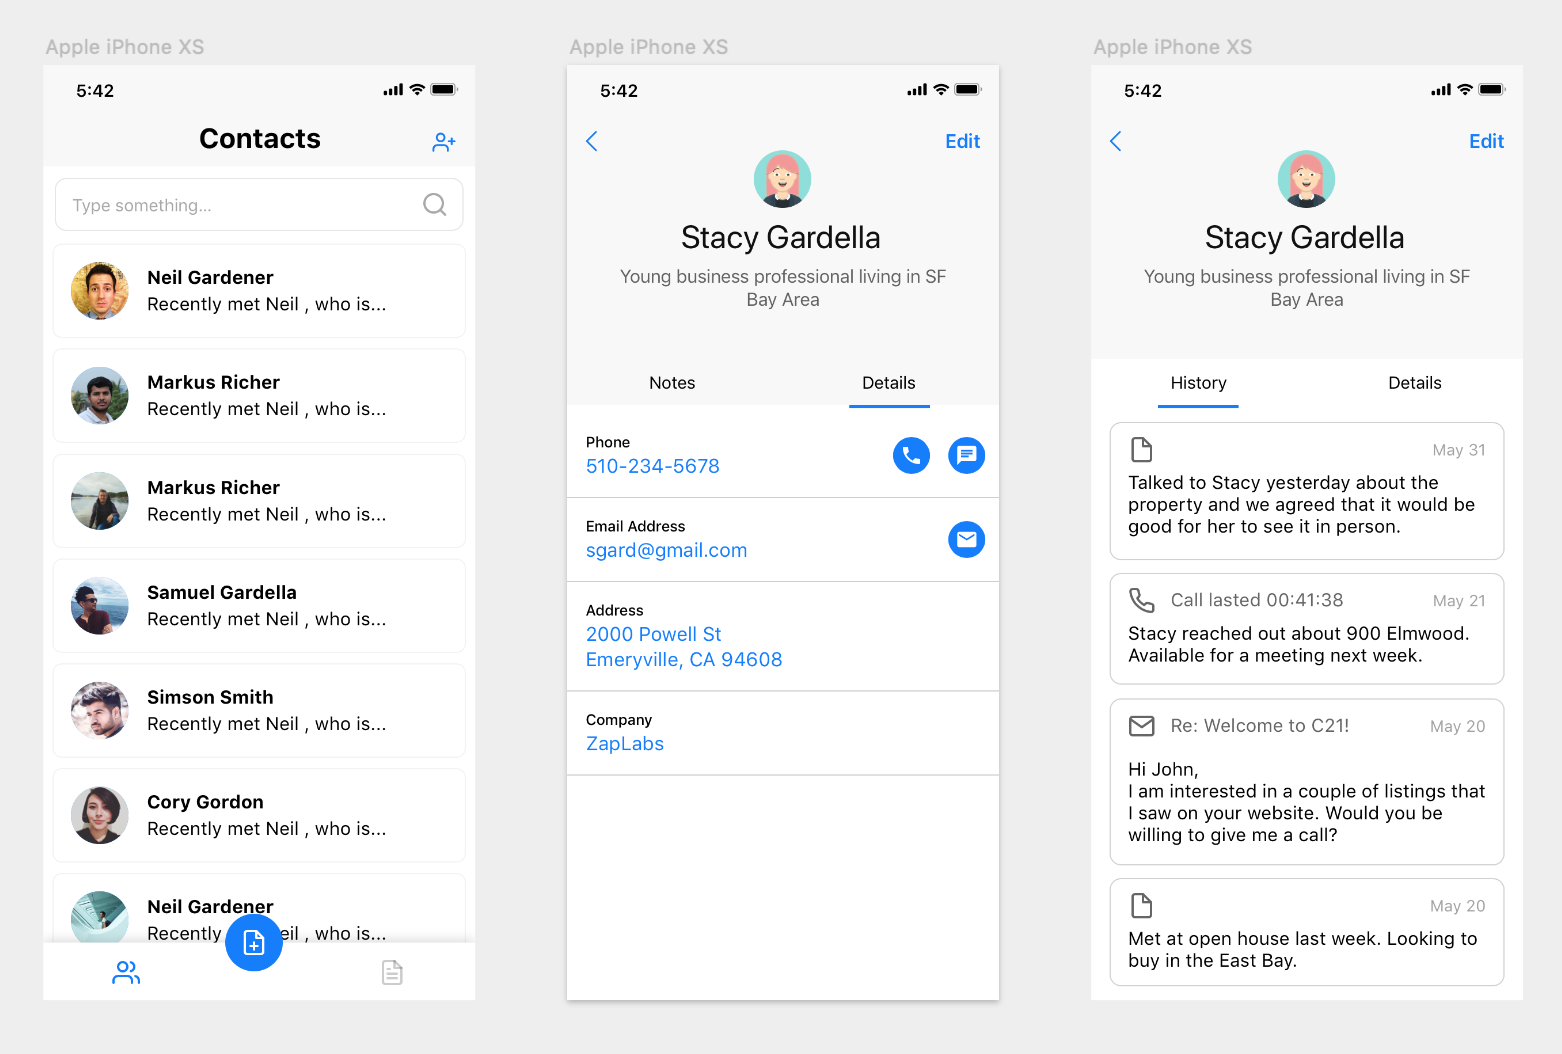 Apple iPhone XS
5:42
Contacts
Type something...
Neil Gardener
Recently met Neil , who is...
Markus Richer
Recently met Neil , who is...
Markus Richer
Recently met Neil , who is...
Samuel Gardella
Recently met Neil , who is...
Simson Smith
Recently met Neil , who is...
Cory Gordon
Recently met Neil , who is...
Neil Gardener
Recently eil , who is...
Apple iPhone XS
5:42
Edit
Stacy Gardella
Young business professional living in SF
Bay Area
Notes Details
Phone
510-234-5678
Email Address
sgard@gmail.com
Address
2000 Powell St
Emeryville, CA 94608
Company
ZapLabs
Apple iPhone XS
5:42
Edit
Stacy Gardella
Young business professional living in SF
Bay Area
History Details
May 31
Talked to Stacy yesterday about the
property and we agreed that it would be
good for her to see it in person.
Call lasted 00:41:38 May 21
Stacy reached out about 900 Elmwood.
Available for a meeting next week.
Re: Welcome to C21! May 20
Hi John,
I am interested in a couple of listings that
I saw on your website. Would you be
willing to give me a call?
May 20
Met at open house last week. Looking to
buy in the East Bay.